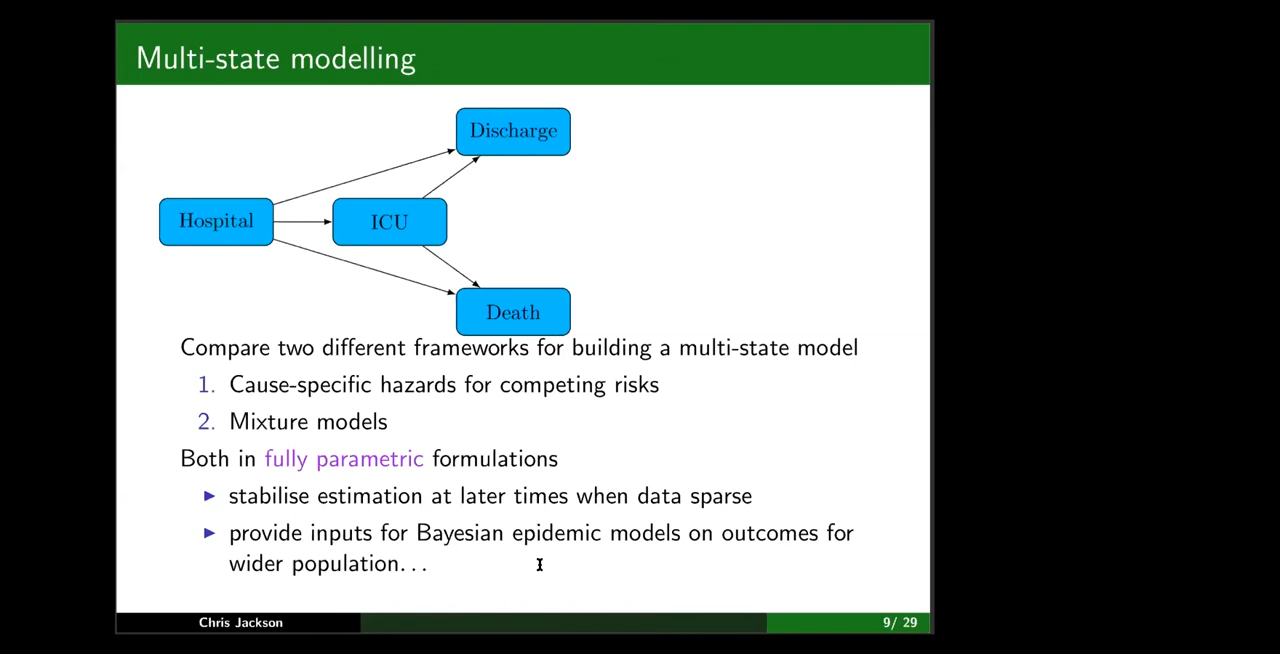 Multi-state modelling
Discharge
Hospital
ICU
Death
Compare two different frameworks for building a multi-state model
1. Cause-specific hazards for competing risks
2. Mixture models
Both in fully parametric formulations
▶ stabilise estimation at later times when data sparse
▶ provide inputs for Bayesian epidemic models on outcomes for
wider population...
Chris Jackson
9/ 29